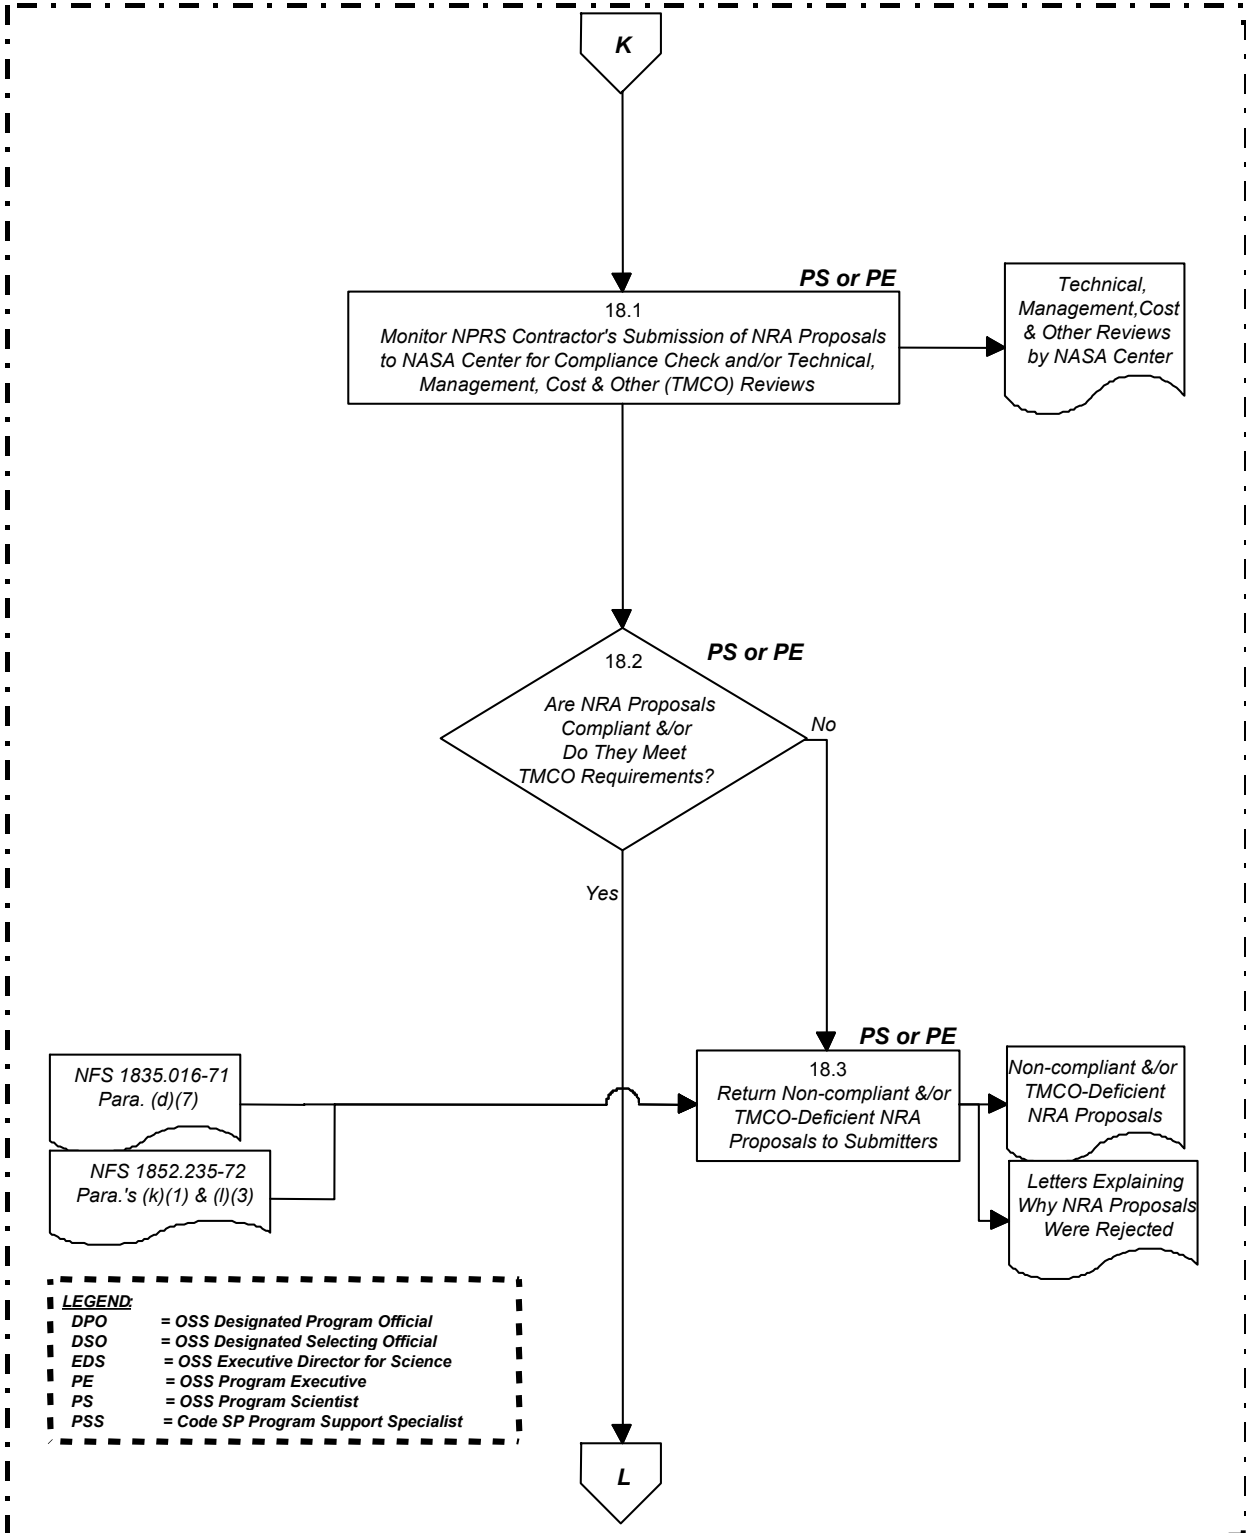 K
PS or PE
18.1
Monitor NPRS Contractor's Submission of NRA Proposals
to NASA Center for Compliance Check and/or Technical,
Management, Cost & Other (TMCO) Reviews
Technical,
Management,Cost
& Other Reviews
by NASA Center
PS or PE
18.2
Are NRA Proposals
Compliant &/or
Do They Meet
TMCO Requirements?
No
Yes
PS or PE
18.3
Return Non-compliant &/or
TMCO-Deficient NRA
Proposals to Submitters
NFS 1835.016-71
Para. (d)(7)
NFS 1852.235-72
Para.'s (k)(1) & (l)(3)
Non-compliant &/or
TMCO-Deficient
NRA Proposals
Letters Explaining
Why NRA Proposals
Were Rejected
LEGEND:
DPO = OSS Designated Program Official
DSO = OSS Designated Selecting Official
EDS = OSS Executive Director for Science
PE = OSS Program Executive
PS = OSS Program Scientist
PSS = Code SP Program Support Specialist
L